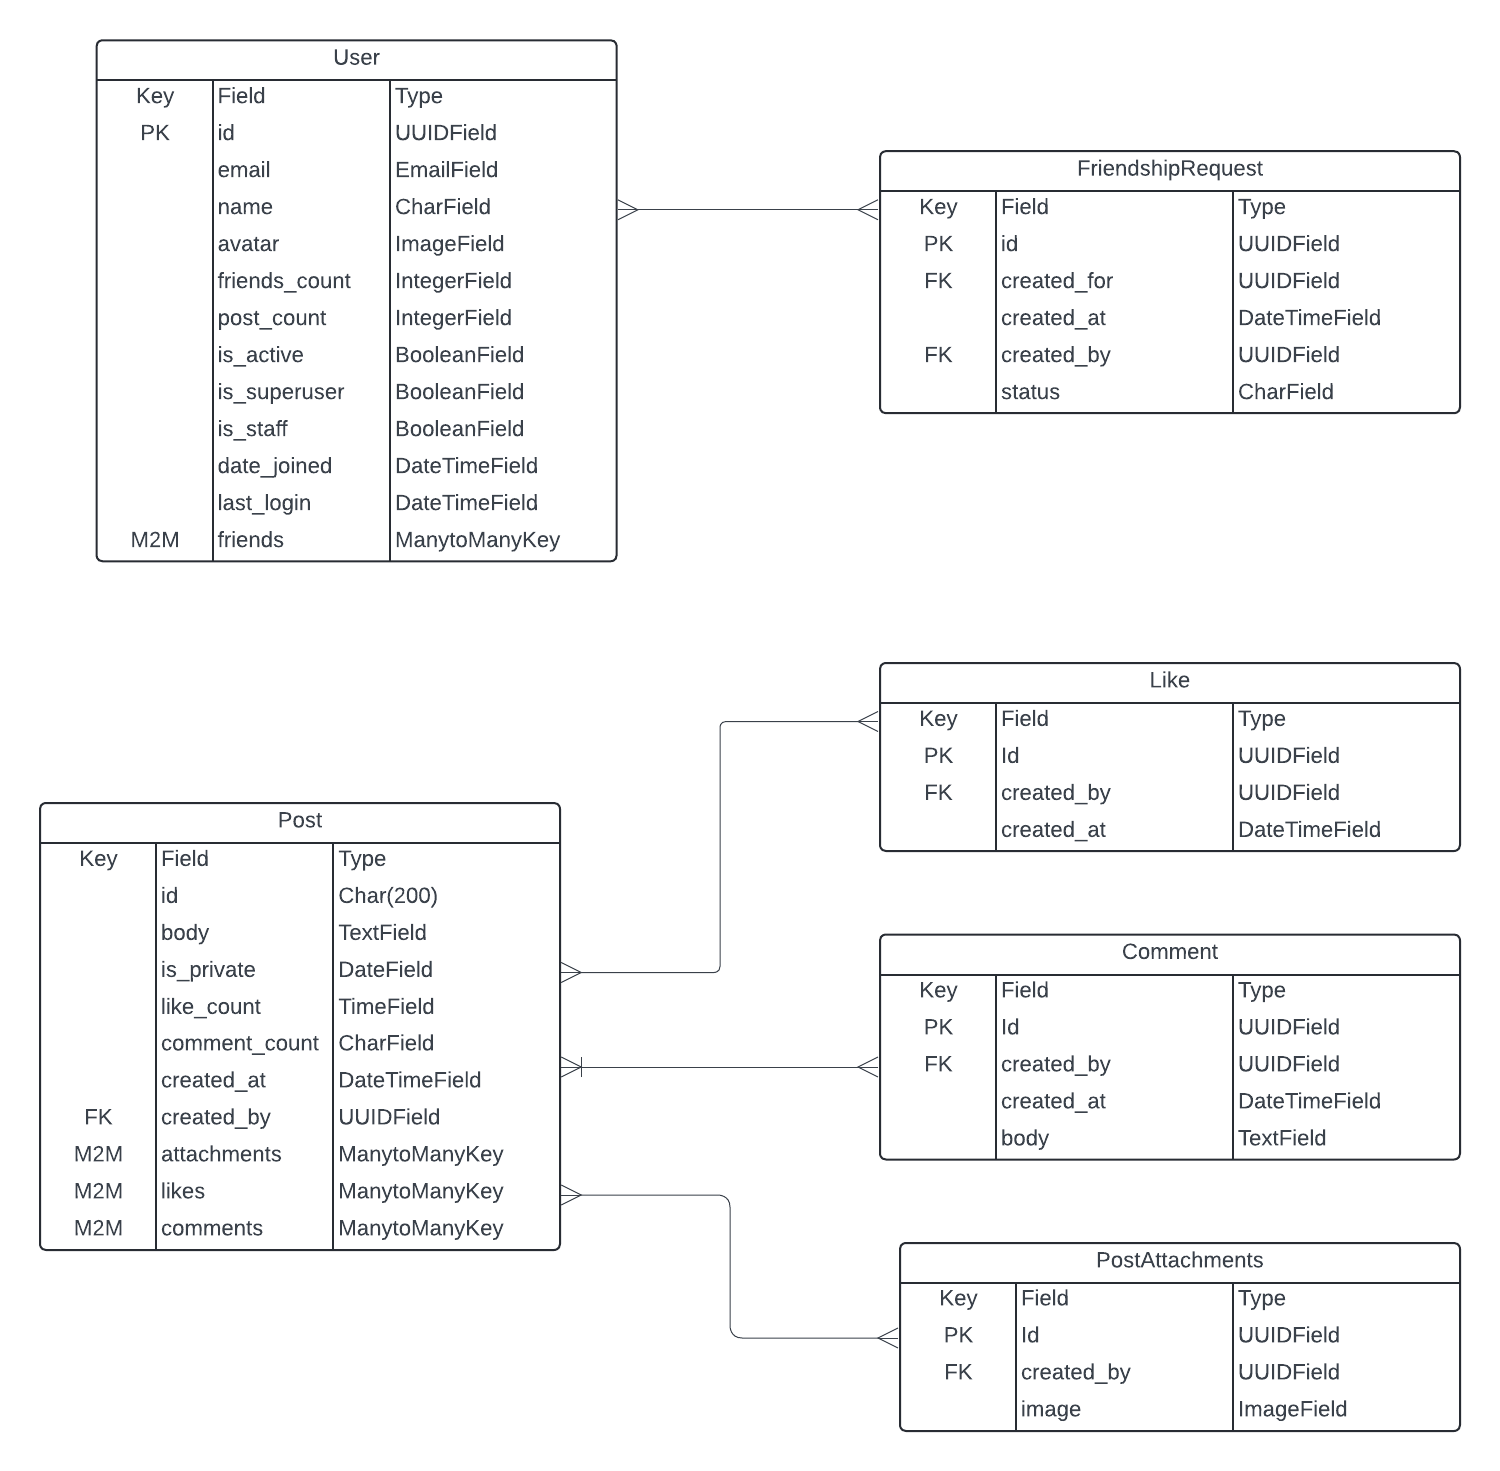 User
Key Field Type
PK id UUIDField
email EmailField
name CharField
avatar ImageField
friends_count IntegerField
post_count IntegerField
is_active BooleanField
is_superuser BooleanField
is_staff BooleanField
date_joined DateTimeField
last_login DateTimeField
M2M friends ManytoManyKey
FriendshipRequest
Key Field Type
PK id UUIDField
FK created_for UUIDField
created_at DateTimeField
FK created_by UUIDField
status CharField
Like
Key Field Type
PK Id UUIDField
FK created_by UUIDField
created_at DateTimeField
Post
Key Field Type
id Char(200)
body TextField
is_private DateField
like_count TimeField
comment_count CharField
created_at DateTimeField
FK created_by UUIDField
M2M attachments ManytoManyKey
M2M likes ManytoManyKey
M2M comments ManytoManyKey
Comment
Key Field Type
PK Id UUIDField
FK created_by UUIDField
created_at DateTimeField
body TextField
PostAttachments
Key Field Type
PK Id UUIDField
FK created_by UUIDField
image ImageField